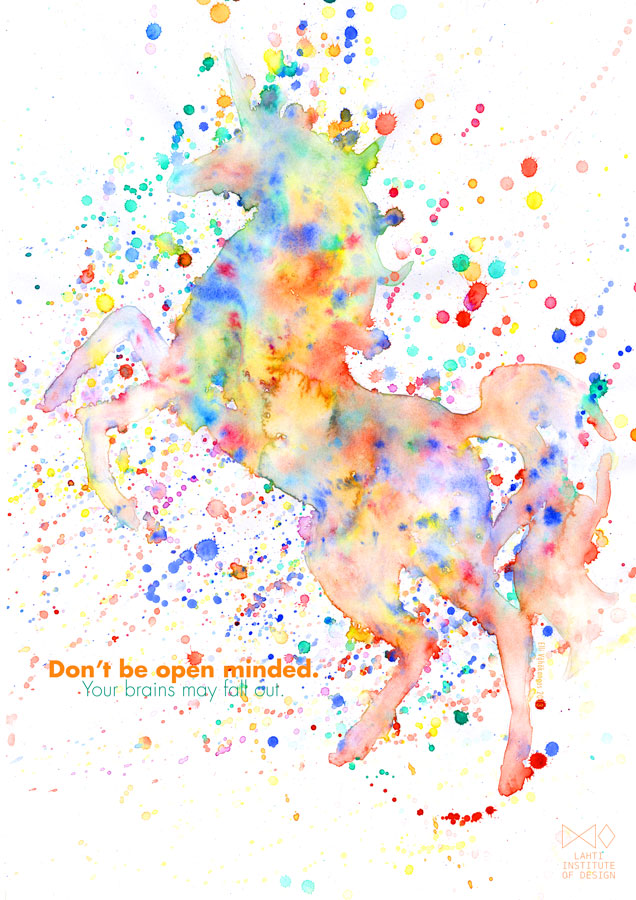 Don't be open minded.
Your brains may fall out.
LAHTI
INSTITUTE
OF DESIGN